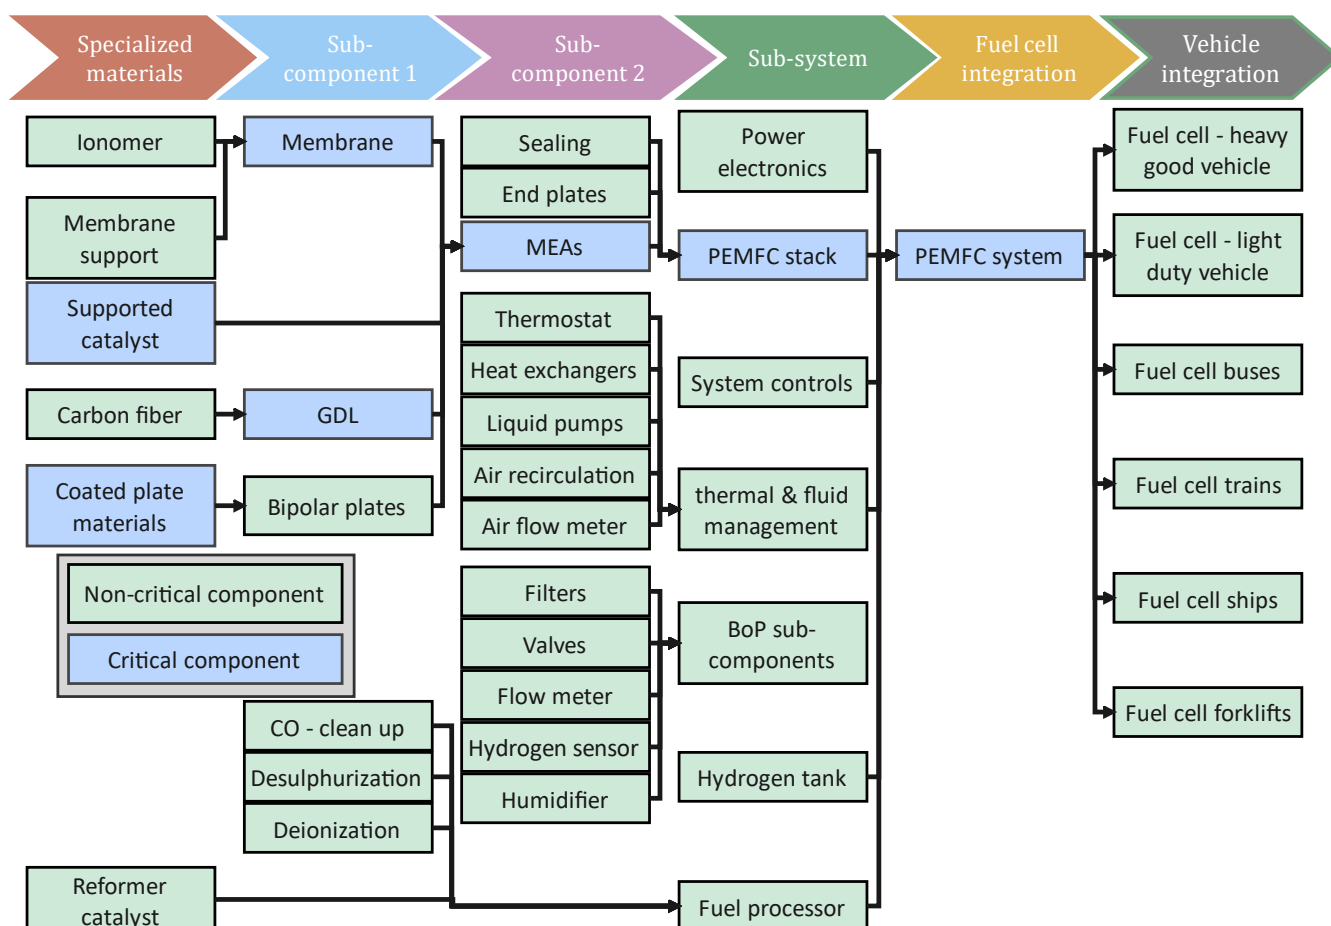 Specialized
materials
Sub-
component 1
Sub-
component 2
Sub-system
Fuel cell
integration
Vehicle
integration
Ionomer
Membrane
support
Supported
catalyst
Carbon fiber
Coated plate
materials
Non-critical component
Critical component
Reformer
catalyst
Membrane
GDL
Bipolar plates
CO - clean up
Desulphurization
Deionization
Sealing
End plates
MEAs
Thermostat
Heat exchangers
Liquid pumps
Air recirculation
Air flow meter
Filters
Valves
Flow meter
Hydrogen sensor
Humidifier
Power
electronics
PEMFC stack
System controls
thermal & fluid
management
BoP sub-
components
Hydrogen tank
Fuel processor
PEMFC system
Fuel cell - heavy
good vehicle
Fuel cell - light
duty vehicle
Fuel cell buses
Fuel cell trains
Fuel cell ships
Fuel cell forklifts